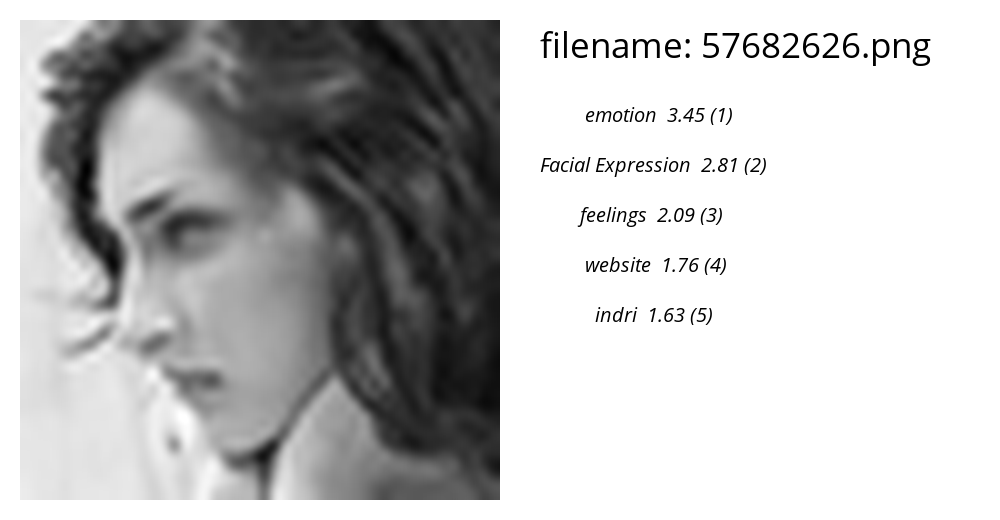 filename: 57682626.png
emotion 3.45 (1)
Facial Expression 2.81 (2)
feelings 2.09 (3)
website 1.76 (4)
indri 1.63 (5)